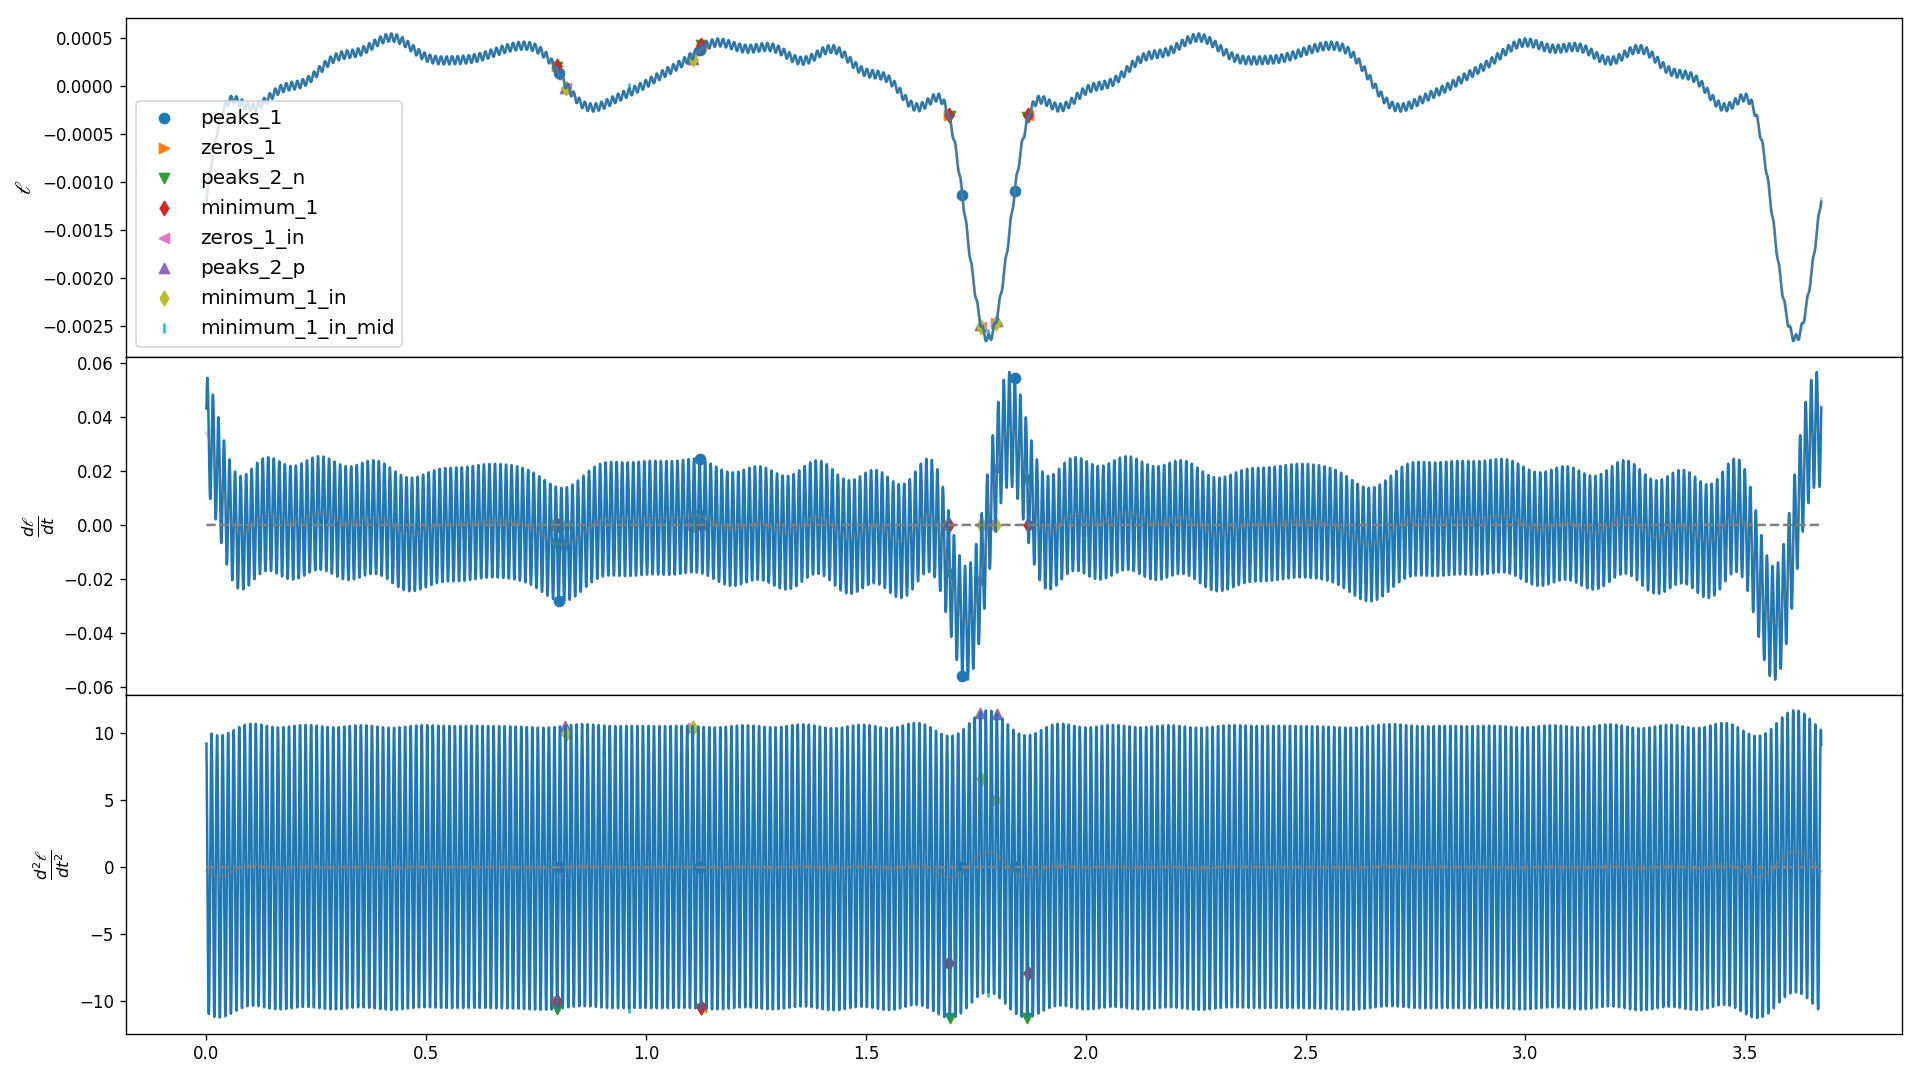 0.0005
0.0000
−0.0005
−0.0010
−0.0015
−0.0020
−0.0025
ℓ
peaks_1
zeros_1
peaks_2_n
minimum_1
zeros_1_in
peaks_2_p
minimum_1_in
minimum_1_in_mid
0.06
0.04
0.02
0.00
−0.02
−0.04
−0.06
dℓ
dt
10
5
0
−5
−10
d²ℓ
dt²
0.0 0.5 1.0 1.5 2.0 2.5 3.0 3.5